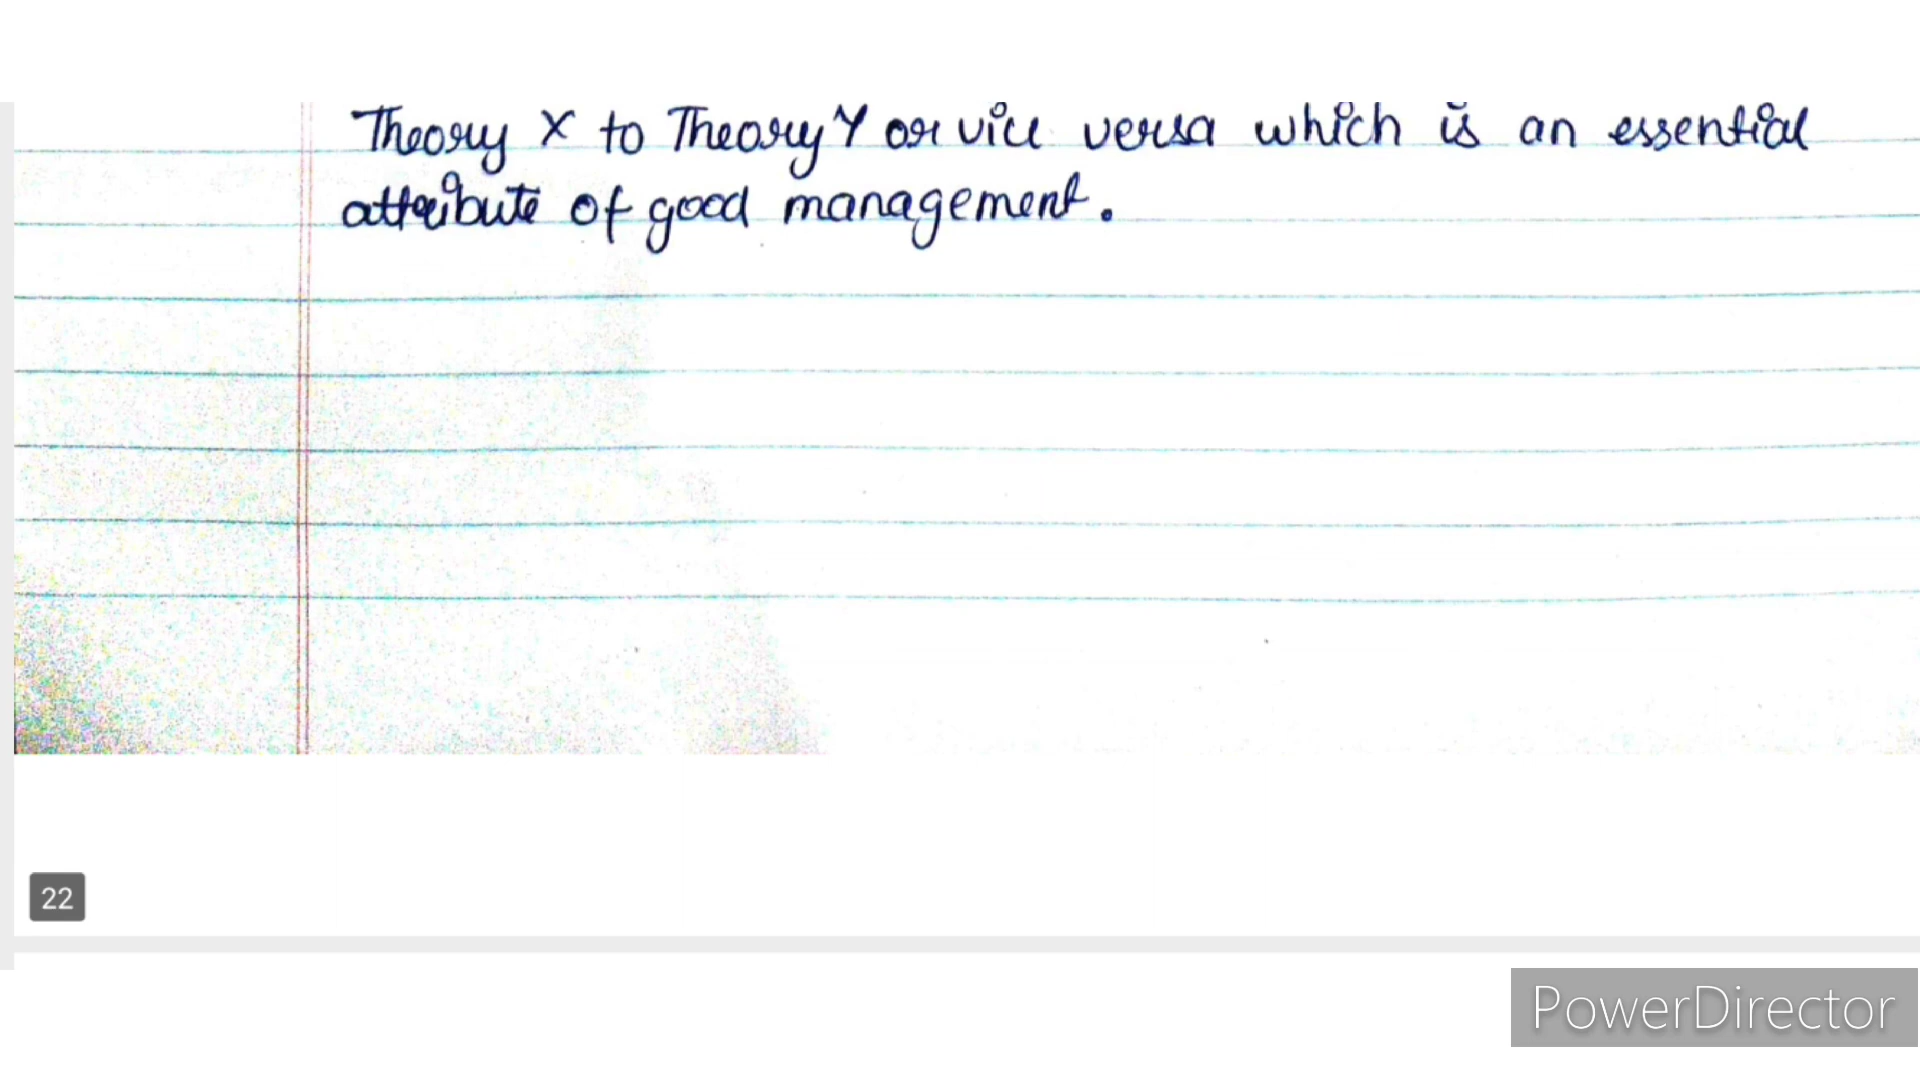 Theory X to Theory Y or vice versa which is an essential
attribute of good management.
22
PowerDirector